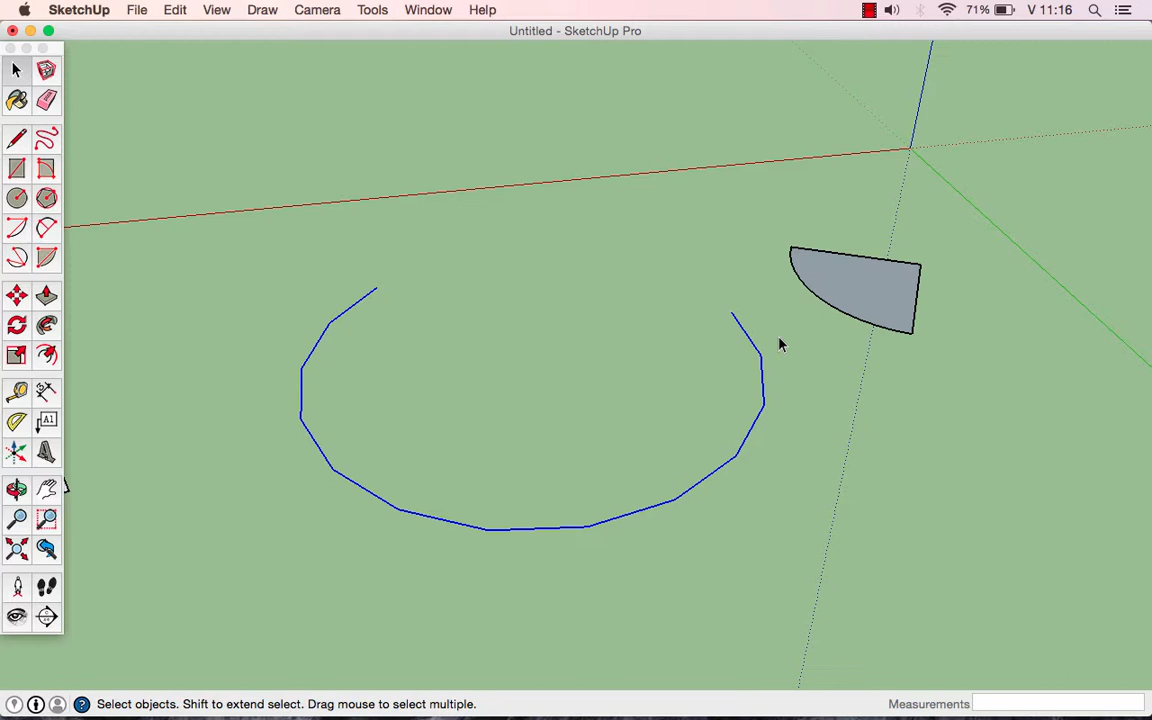 SketchUp File Edit View Draw Camera Tools Window Help 71% V 11:16
Untitled - SketchUp Pro
A1
Select objects. Shift to extend select. Drag mouse to select multiple. Measurements